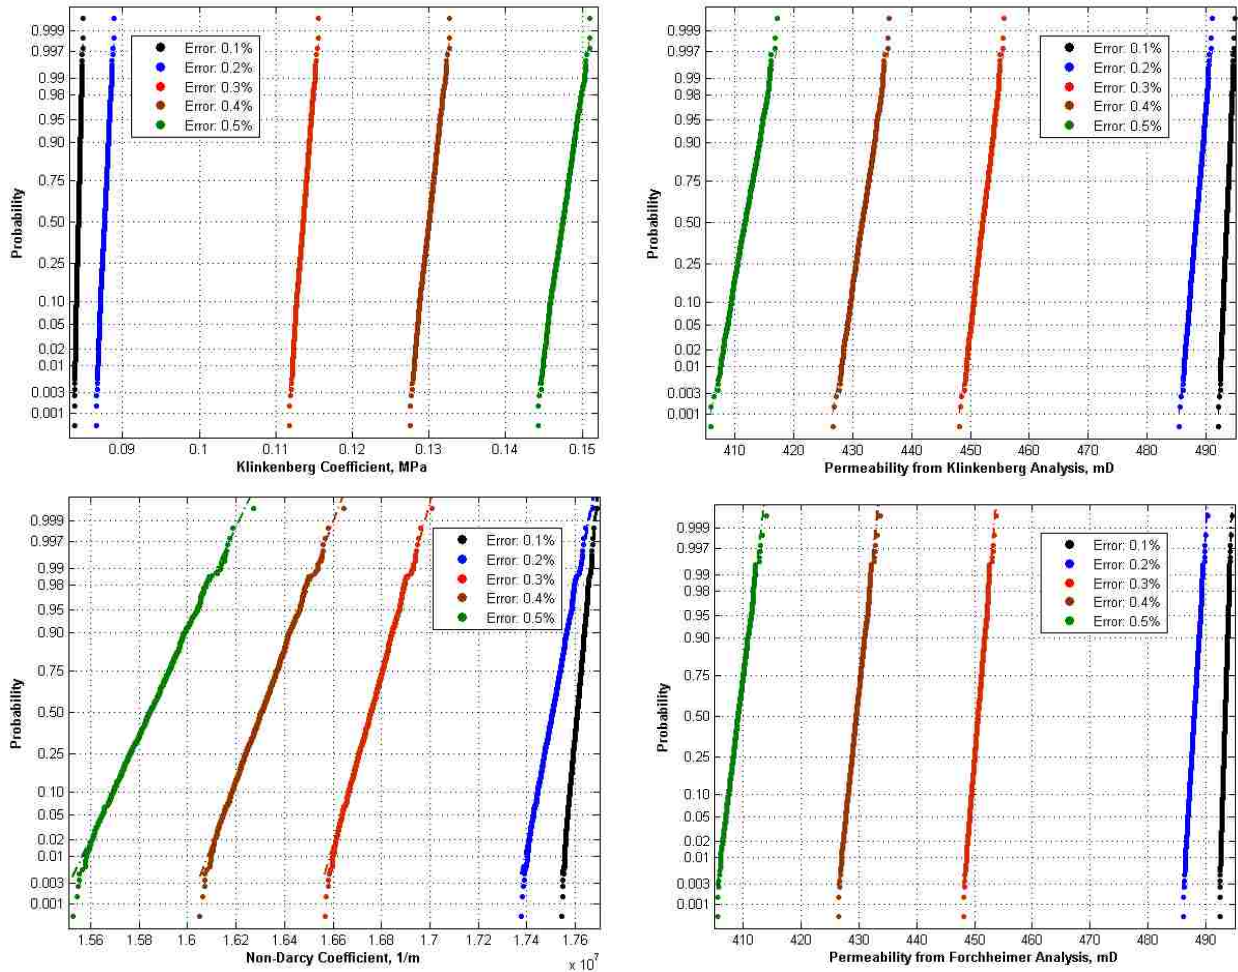 0.999
0.997
0.99
0.98
0.95
0.90
0.75
0.50
0.25
0.10
0.05
0.02
0.01
0.003
0.001
Probability
Error: 0.1%
Error: 0.2%
Error: 0.3%
Error: 0.4%
Error: 0.5%
0.09 0.1 0.11 0.12 0.13 0.14 0.15
Klinkenberg Coefficient, MPa
0.999
0.997
0.99
0.98
0.95
0.90
0.75
0.50
0.25
0.10
0.05
0.02
0.01
0.003
0.001
Probability
Error: 0.1%
Error: 0.2%
Error: 0.3%
Error: 0.4%
Error: 0.5%
410 420 430 440 450 460 470 480 490
Permeability from Klinkenberg Analysis, mD
0.999
0.997
0.99
0.98
0.95
0.90
0.75
0.50
0.25
0.10
0.05
0.02
0.01
0.003
0.001
Probability
Error: 0.1%
Error: 0.2%
Error: 0.3%
Error: 0.4%
Error: 0.5%
1.56 1.58 1.6 1.62 1.64 1.66 1.68 1.7 1.72 1.74 1.76
Non-Darcy Coefficient, 1/m
x 10⁷
0.999
0.997
0.99
0.98
0.95
0.90
0.75
0.50
0.25
0.10
0.05
0.02
0.01
0.003
0.001
Probability
Error: 0.1%
Error: 0.2%
Error: 0.3%
Error: 0.4%
Error: 0.5%
410 420 430 440 450 460 470 480 490
Permeability from Forchheimer Analysis, mD